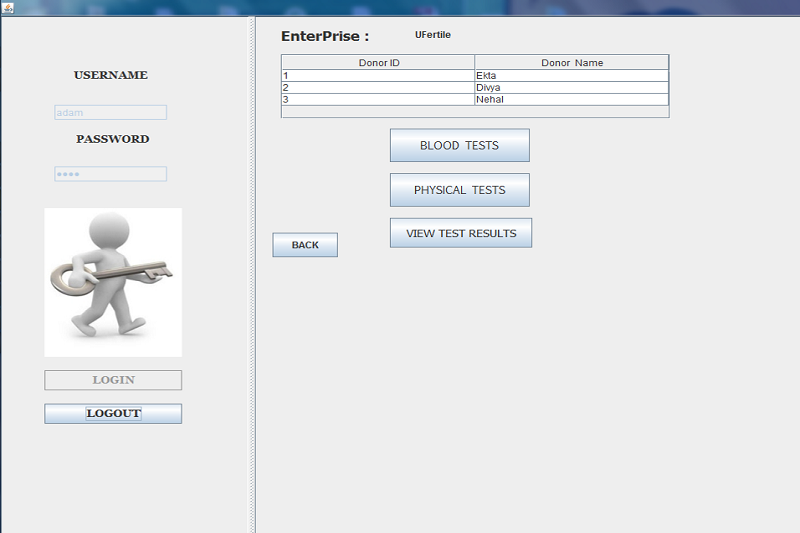 USERNAME
adam
PASSWORD
LOGIN
LOGOUT
EnterPrise : UFertile
Donor ID Donor Name
1 Ekta
2 Divya
3 Nehal
BLOOD TESTS
PHYSICAL TESTS
VIEW TEST RESULTS
BACK